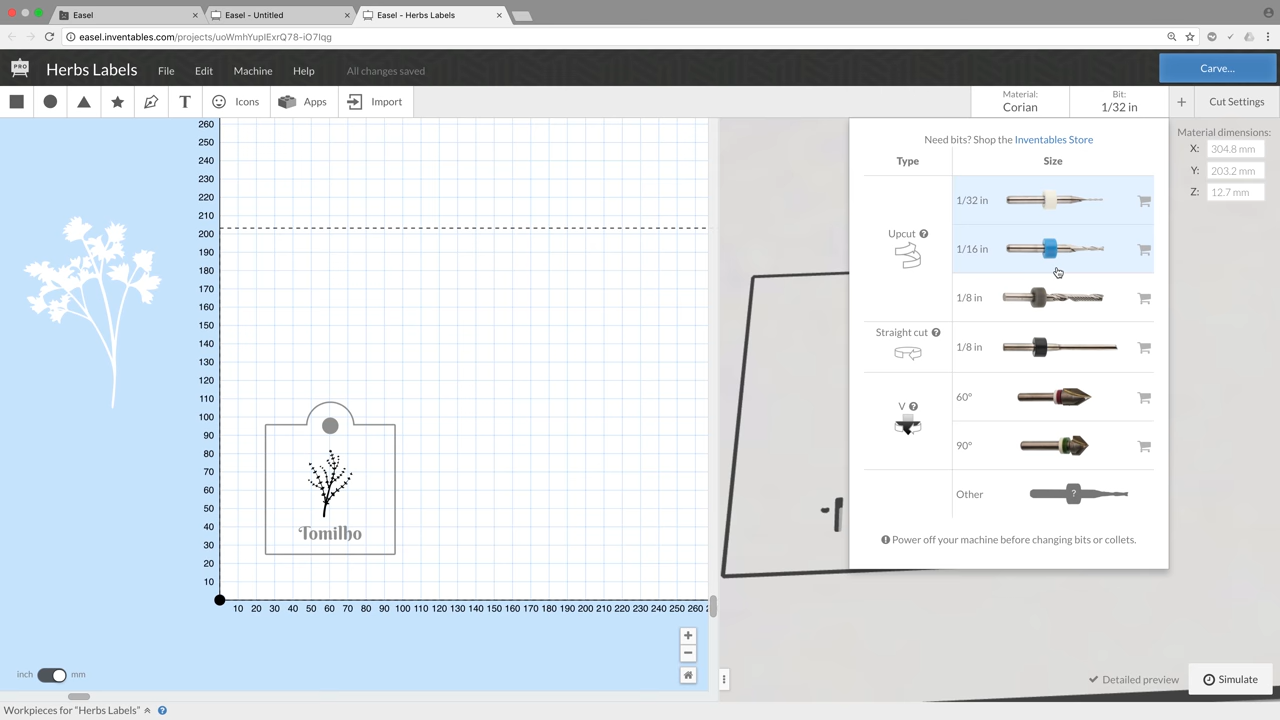 Easel
Easel - Untitled
Easel - Herbs Labels
easel.inventables.com/projects/uoWmhYupIExrQ78-iO7Iqg
PRO
Herbs Labels
File
Edit
Machine
Help
All changes saved
Carve...
T
Icons
Apps
Import
Material:
Corian
Bit:
1/32 in
+
Cut Settings
260
250
240
230
220
210
200
190
180
170
160
150
140
130
120
110
100
90
80
70
60
50
40
30
20
10
Tomilho
10 20 30 40 50 60 70 80 90 100 110 120 130 140 150 160 170 180 190 200 210 220 230 240 250 260
inch
mm
Need bits? Shop the Inventables Store
Type
Size
Upcut
1/32 in
1/16 in
1/8 in
Straight cut
1/8 in
V
60°
90°
Other
?
Power off your machine before changing bits or collets.
Material dimensions:
X: 304.8 mm
Y: 203.2 mm
Z: 12.7 mm
Detailed preview
Simulate
Workpieces for "Herbs Labels"